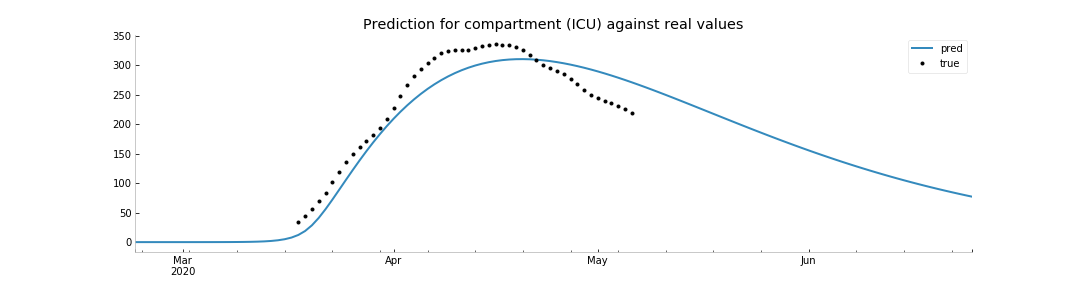 Prediction for compartment (ICU) against real values
350
300
250
200
150
100
50
0
pred
true
Mar
2020
Apr
May
Jun